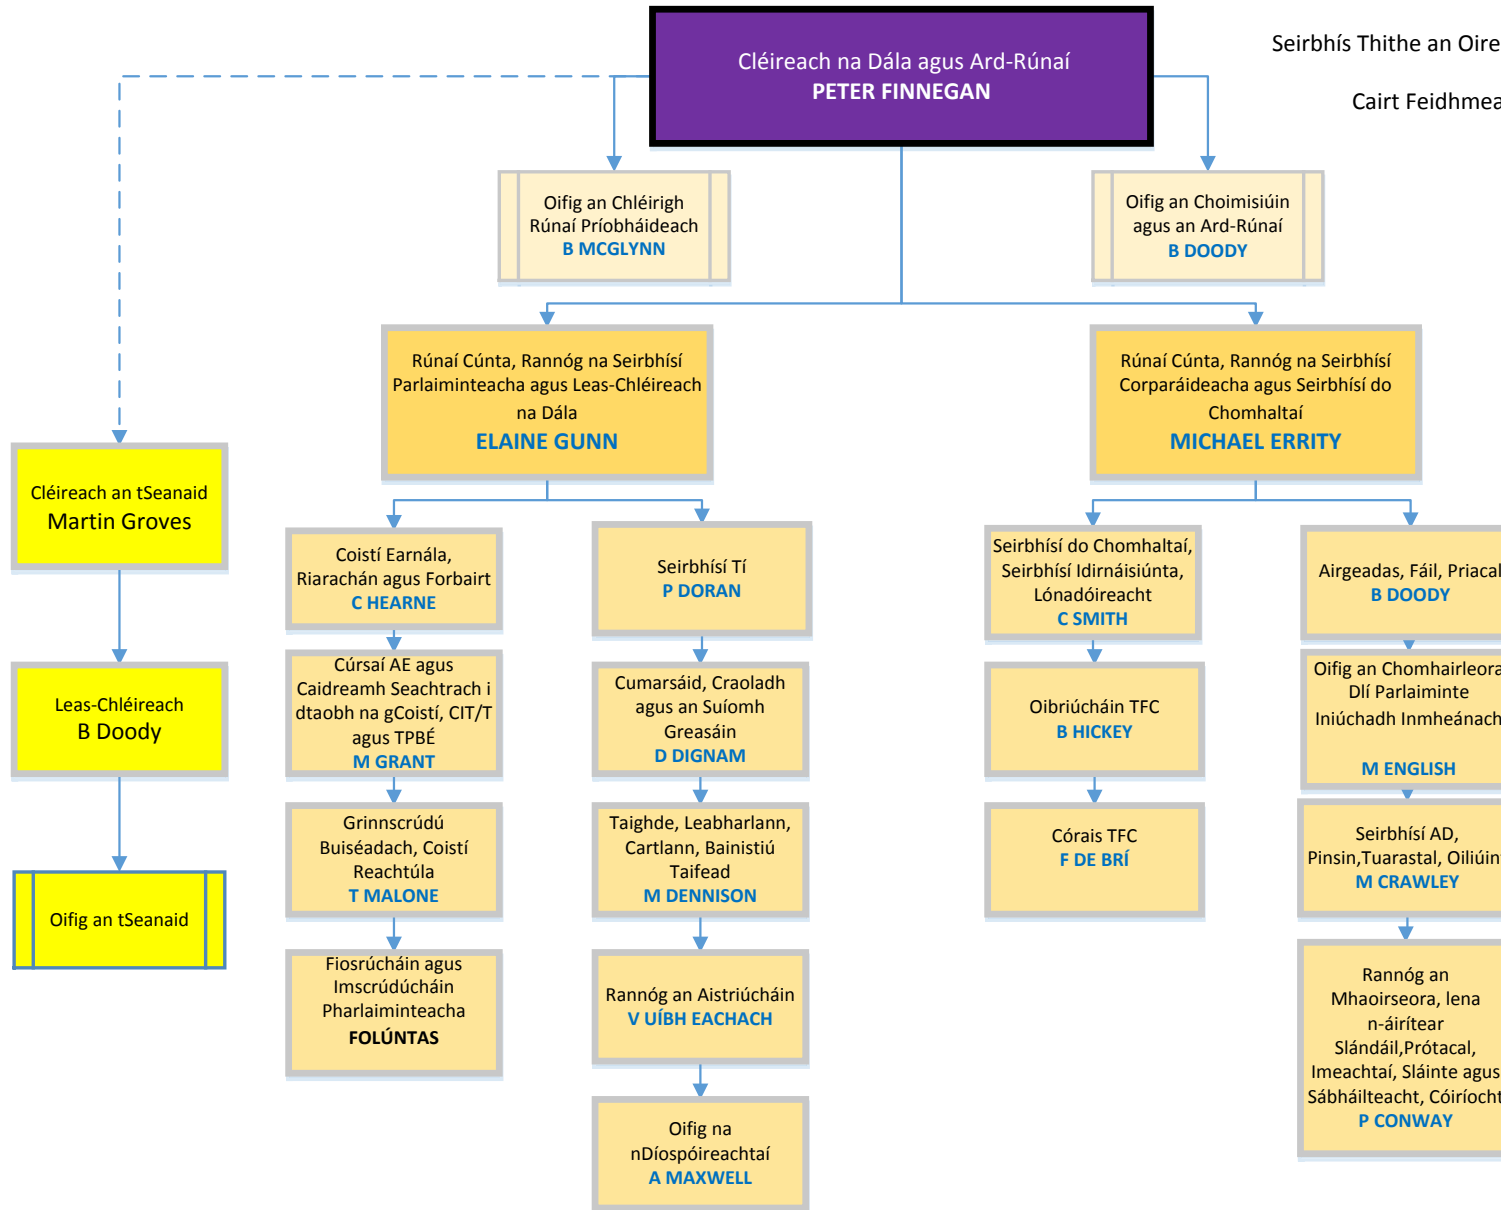 Seirbhís Thithe an Oire
Cairt Feidhmea
Cléireach na Dála agus Ard-Rúnaí
PETER FINNEGAN
Oifig an Chléirigh
Rúnaí Príobháideach
B MCGLYNN
Oifig an Choimisiúin
agus an Ard-Rúnaí
B DOODY
Rúnaí Cúnta, Rannóg na Seirbhísí
Parlaiminteacha agus Leas-Chléireach
na Dála
ELAINE GUNN
Rúnaí Cúnta, Rannóg na Seirbhísí
Corparáideacha agus Seirbhísí do
Chomhaltaí
MICHAEL ERRITY
Cléireach an tSeanaid
Martin Groves
Leas-Chléireach
B Doody
Oifig an tSeanaid
Coistí Earnála,
Riarachán agus Forbairt
C HEARNE
Cúrsaí AE agus
Caidreamh Seachtrach i
dtaobh na gCoistí, CIT/T
agus TPBÉ
M GRANT
Grinnscrúdú
Buiséadach, Coistí
Reachtúla
T MALONE
Fiosrúcháin agus
Imscrúdúcháin
Pharlaiminteacha
FOLÚNTAS
Seirbhísí Tí
P DORAN
Cumarsáid, Craoladh
agus an Suíomh
Greasáin
D DIGNAM
Taighde, Leabharlann,
Cartlann, Bainistiú
Taifead
M DENNISON
Rannóg an Aistriúcháin
V UÍBH EACHACH
Oifig na
nDíospóireachtaí
A MAXWELL
Seirbhísí do Chomhaltaí,
Seirbhísí Idirnáisiúnta,
Lónadóireacht
C SMITH
Oibriúcháin TFC
B HICKEY
Córais TFC
F DE BRÍ
Airgeadas, Fáil, Priacal
B DOODY
Oifig an Chomhairleora
Dlí Parlaiminte
Iniúchadh Inmheánach
M ENGLISH
Seirbhísí AD,
Pinsin,Tuarastal, Oiliúint
M CRAWLEY
Rannóg an
Mhaoirseora, lena
n-áirítear
Slándáil,Prótacal,
Imeachtaí, Sláinte agus
Sábháilteacht, Cóiríocht
P CONWAY